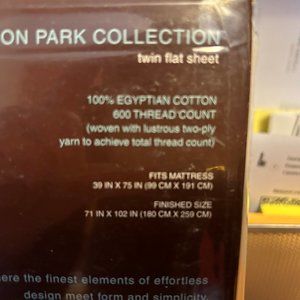 ON PARK COLLECTION
twin flat sheet
100% EGYPTIAN COTTON
600 THREAD COUNT
(woven with lustrous two-ply
yarn to achieve total thread count)
FITS MATTRESS
39 IN X 75 IN (99 CM X 191 CM)
FINISHED SIZE
71 IN X 102 IN (180 CM X 259 CM)
here the finest elements of effortless
design meet form and simplicity.